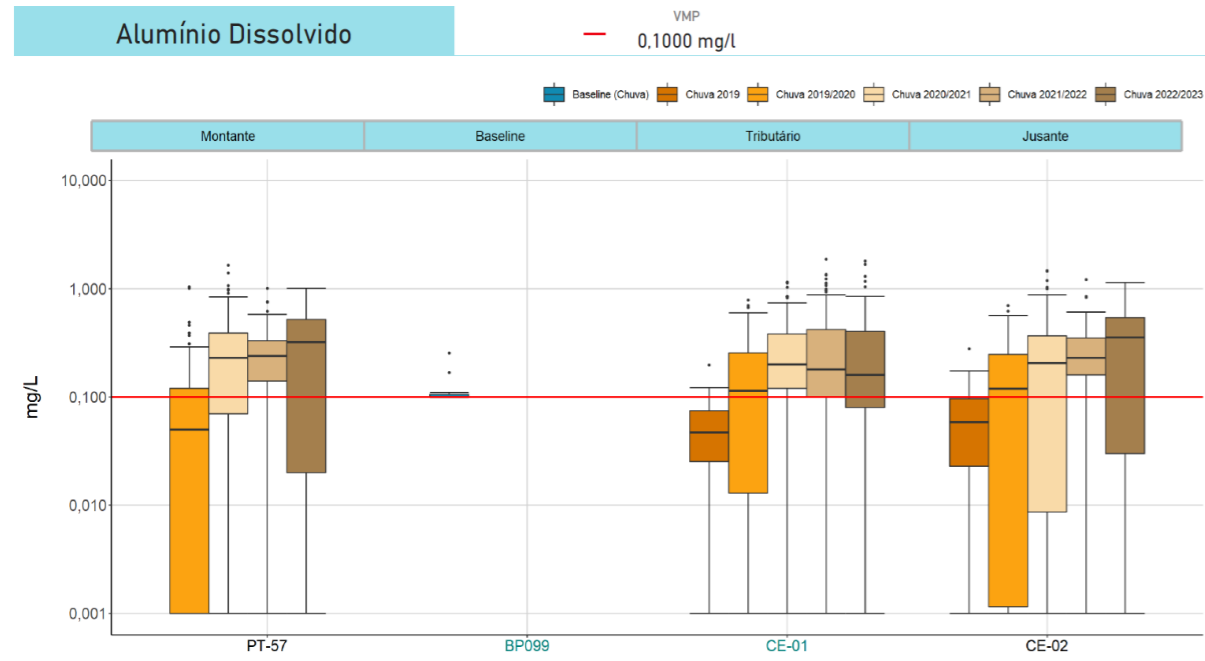 Alumínio Dissolvido
VMP
0,1000 mg/l
Baseline (Chuva) Chuva 2019 Chuva 2019/2020 Chuva 2020/2021 Chuva 2021/2022 Chuva 2022/2023
Montante Baseline Tributário Jusante
mg/L
10,000
1,000
0,100
0,010
0,001
PT-57 BP099 CE-01 CE-02